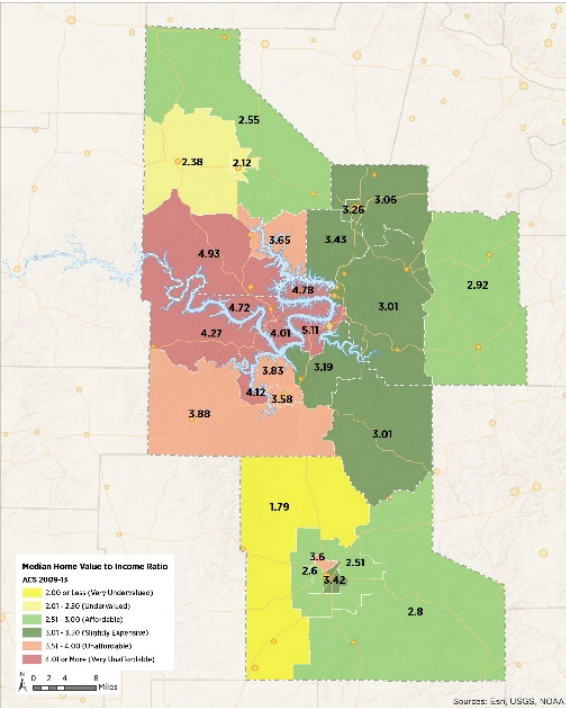 2.55
2.38
2.12
3.06
3.26
3.43
3.65
4.93
4.78
2.92
4.72
3.01
4.27
4.01
5.11
3.83
3.19
4.12
3.58
3.88
3.01
1.79
3.6
2.51
2.6
3.42
2.8
Median Home Value to Income Ratio
ACS 2009-13
2.00 or Less (Very Undervalued)
2.01 - 2.50 (Undervalued)
2.51 - 3.00 (Affordable)
3.01 - 3.50 (Slightly Expensive)
3.51 - 4.00 (Unaffordable)
4.01 or More (Very Unaffordable)
N
0 2 4 8
Miles
Sources: Esri, USGS, NOAA